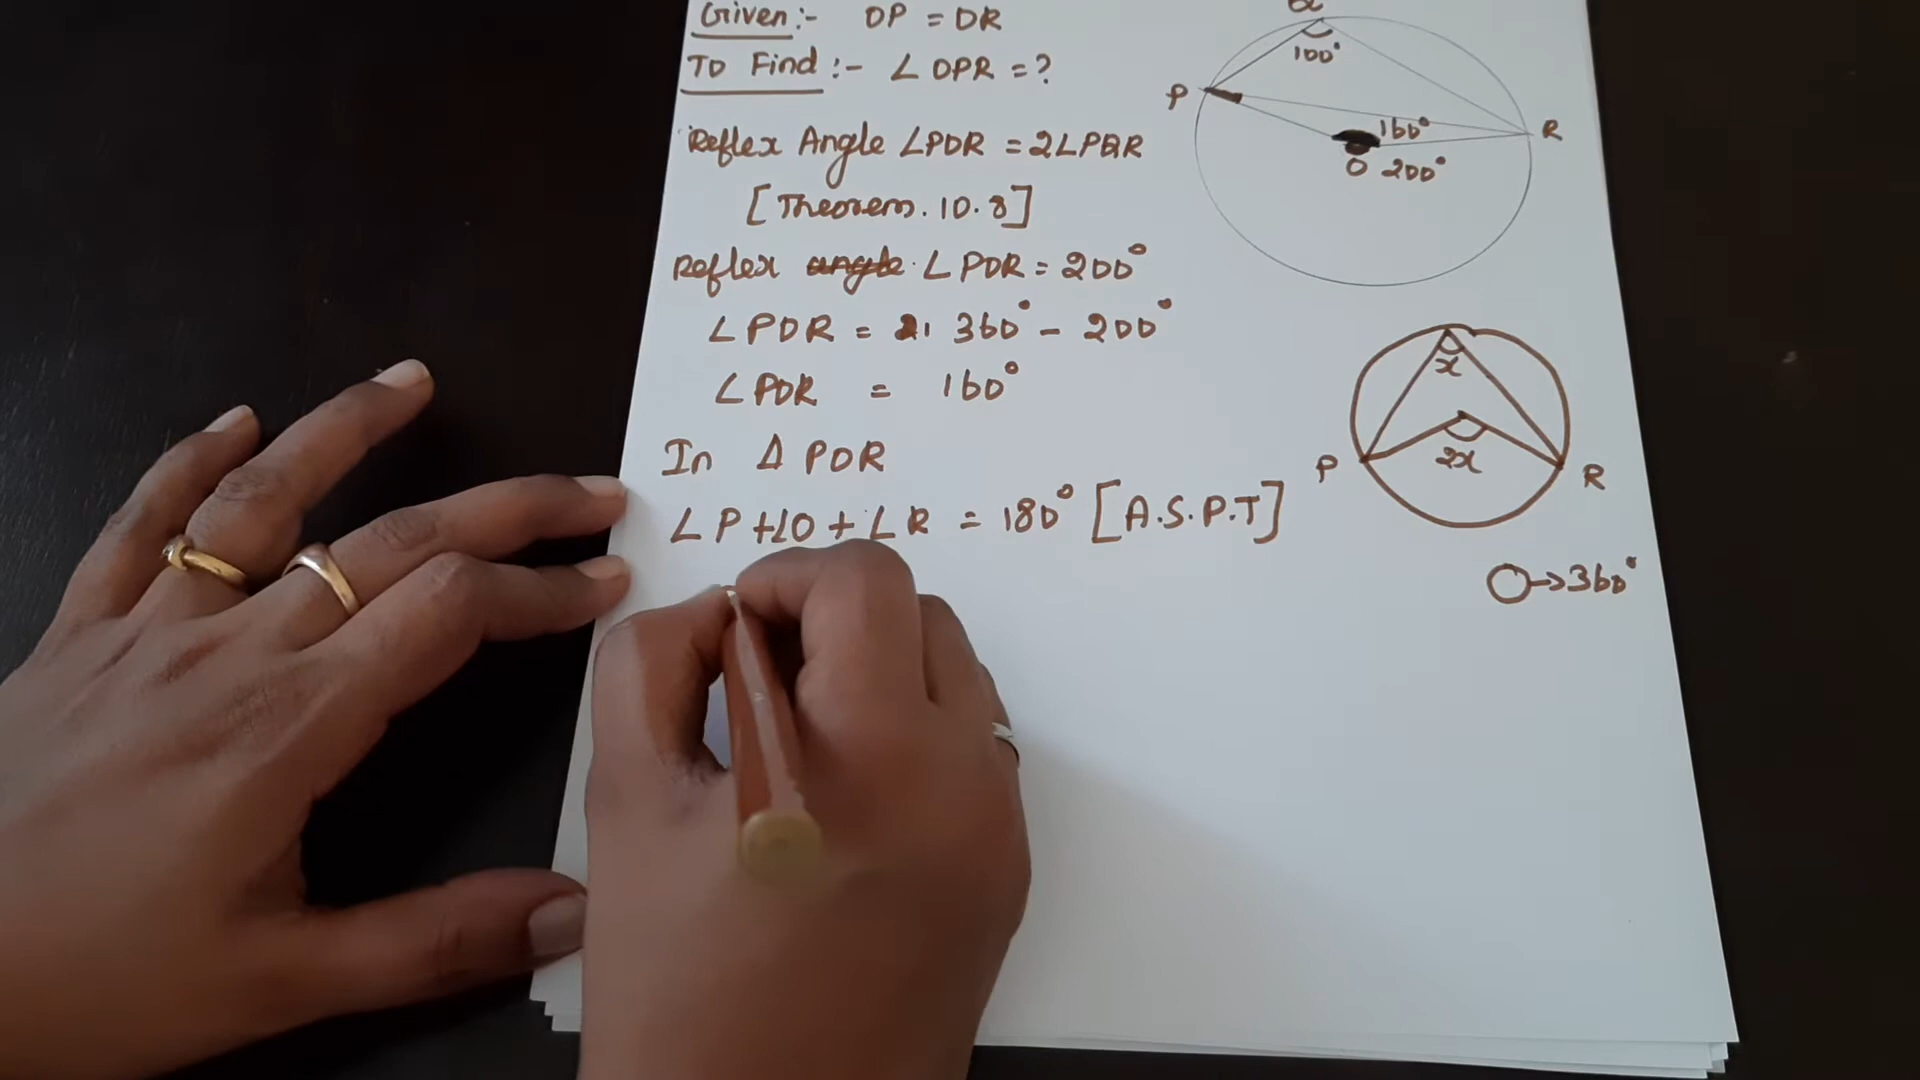 Given :- OP = OR
To Find :- ∠OPR = ?
Reflex Angle ∠POR = 2∠PQR
[Theorem. 10.8]
Reflex angle ∠POR = 200°
∠POR = 360° - 200°
∠POR = 160°
In Δ POR
∠P + ∠O + ∠R = 180° [A.S.P.T]
100°
P
160°
R
O 200°
x
2x
P
R
O→360°